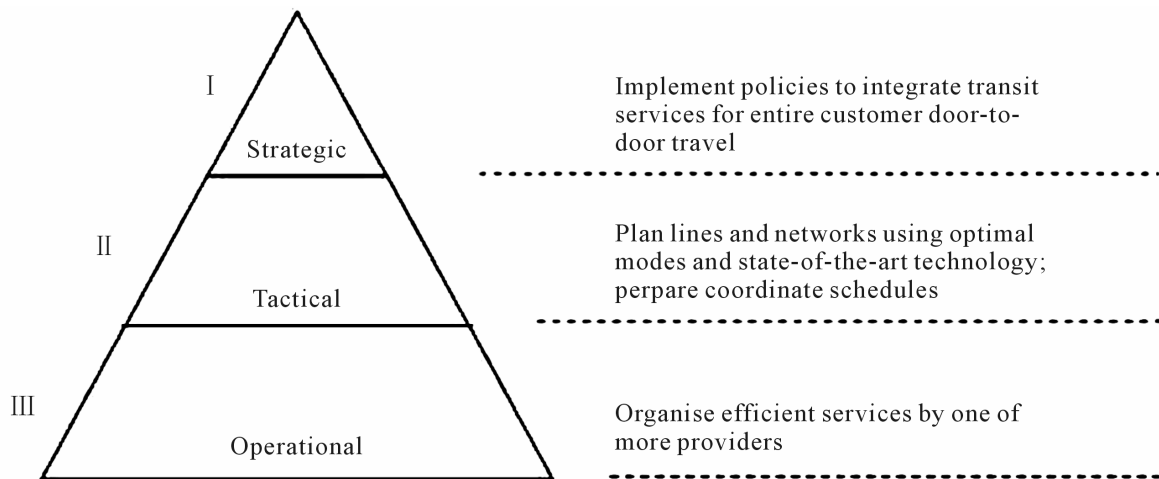 I
Strategic
Implement policies to integrate transit
services for entire customer door-to-
door travel
II
Tactical
Plan lines and networks using optimal
modes and state-of-the-art technology;
perpare coordinate schedules
III
Operational
Organise efficient services by one of
more providers